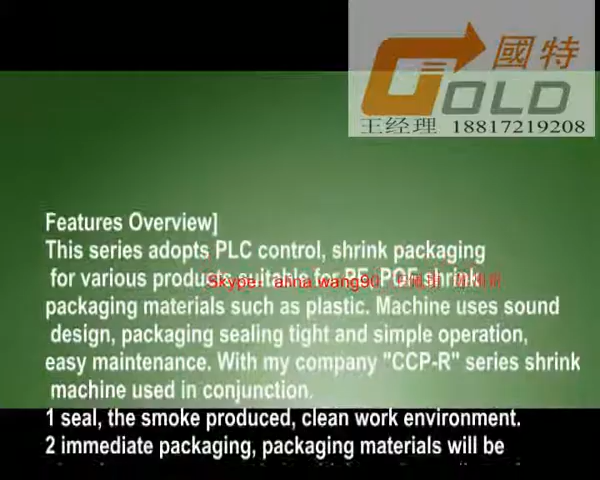 國特
GOLD
王经理 18817219208
Features Overview]
This series adopts PLC control, shrink packaging
for various products suitable for PE, POF shrink
Skype: anna wang90
packaging materials such as plastic. Machine uses sound
design, packaging sealing tight and simple operation,
easy maintenance. With my company "CCP-R" series shrink
machine used in conjunction.
1 seal, the smoke produced, clean work environment.
2 immediate packaging, packaging materials will be